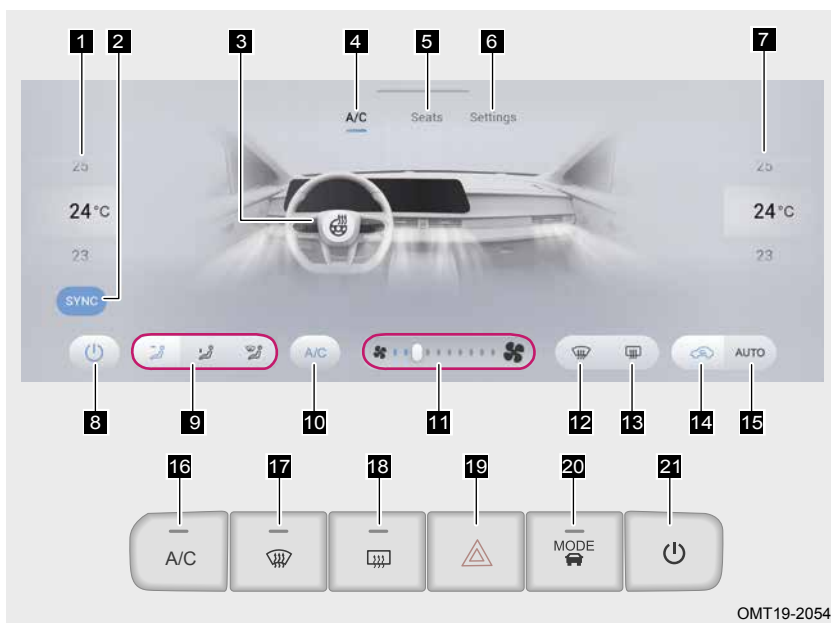 1 2 3 4 5 6 7
A/C Seats Settings
25 25
24°C 24°C
23 23
SYNC
A/C AUTO
8 9 10 11 12 13 14 15
16 17 18 19 20 21
A/C MODE
OMT19-2054